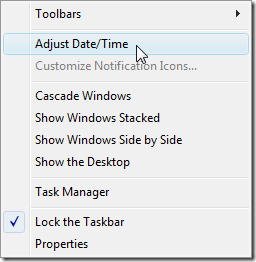 Toolbars
Adjust Date/Time
Customize Notification Icons...
Cascade Windows
Show Windows Stacked
Show Windows Side by Side
Show the Desktop
Task Manager
Lock the Taskbar
Properties